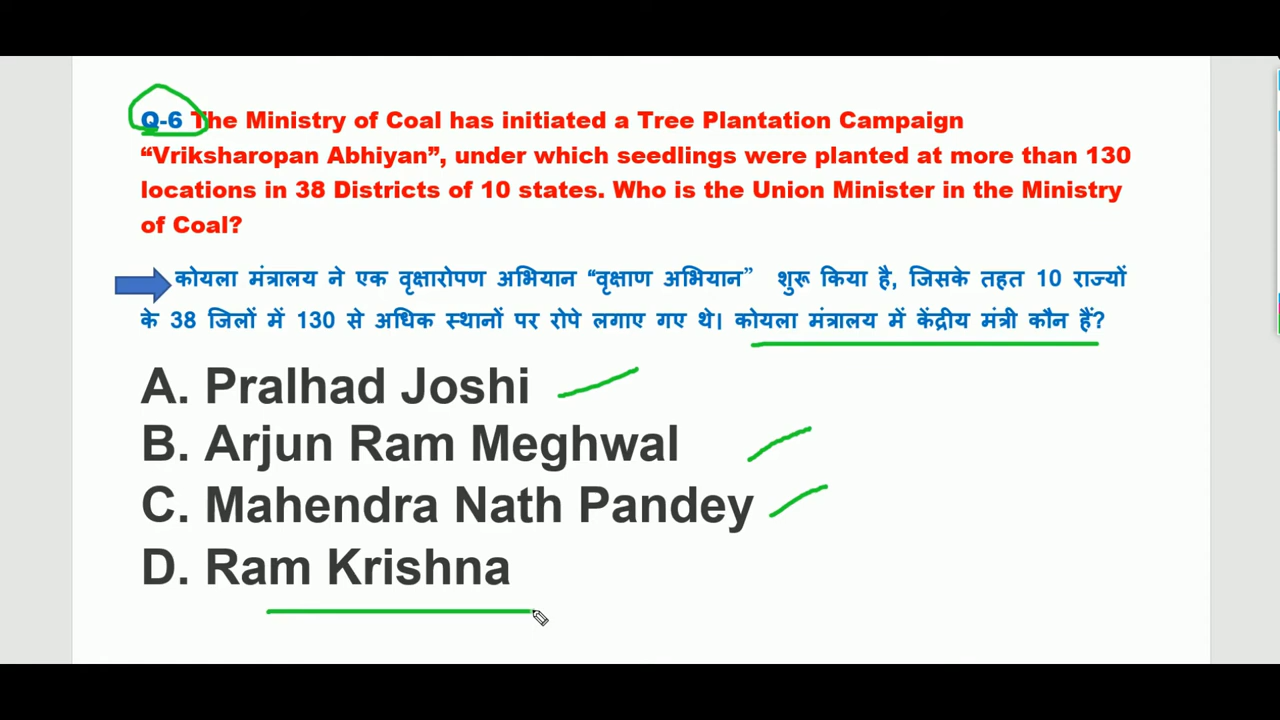 Q-6 The Ministry of Coal has initiated a Tree Plantation Campaign
“Vriksharopan Abhiyan”, under which seedlings were planted at more than 130
locations in 38 Districts of 10 states. Who is the Union Minister in the Ministry
of Coal?
कोयला मंत्रालय ने एक वृक्षारोपण अभियान “वृक्षाण अभियान” शुरू किया है, जिसके तहत 10 राज्यों
के 38 जिलों में 130 से अधिक स्थानों पर रोपे लगाए गए थे। कोयला मंत्रालय में केंद्रीय मंत्री कौन हैं?
A. Pralhad Joshi
B. Arjun Ram Meghwal
C. Mahendra Nath Pandey
D. Ram Krishna